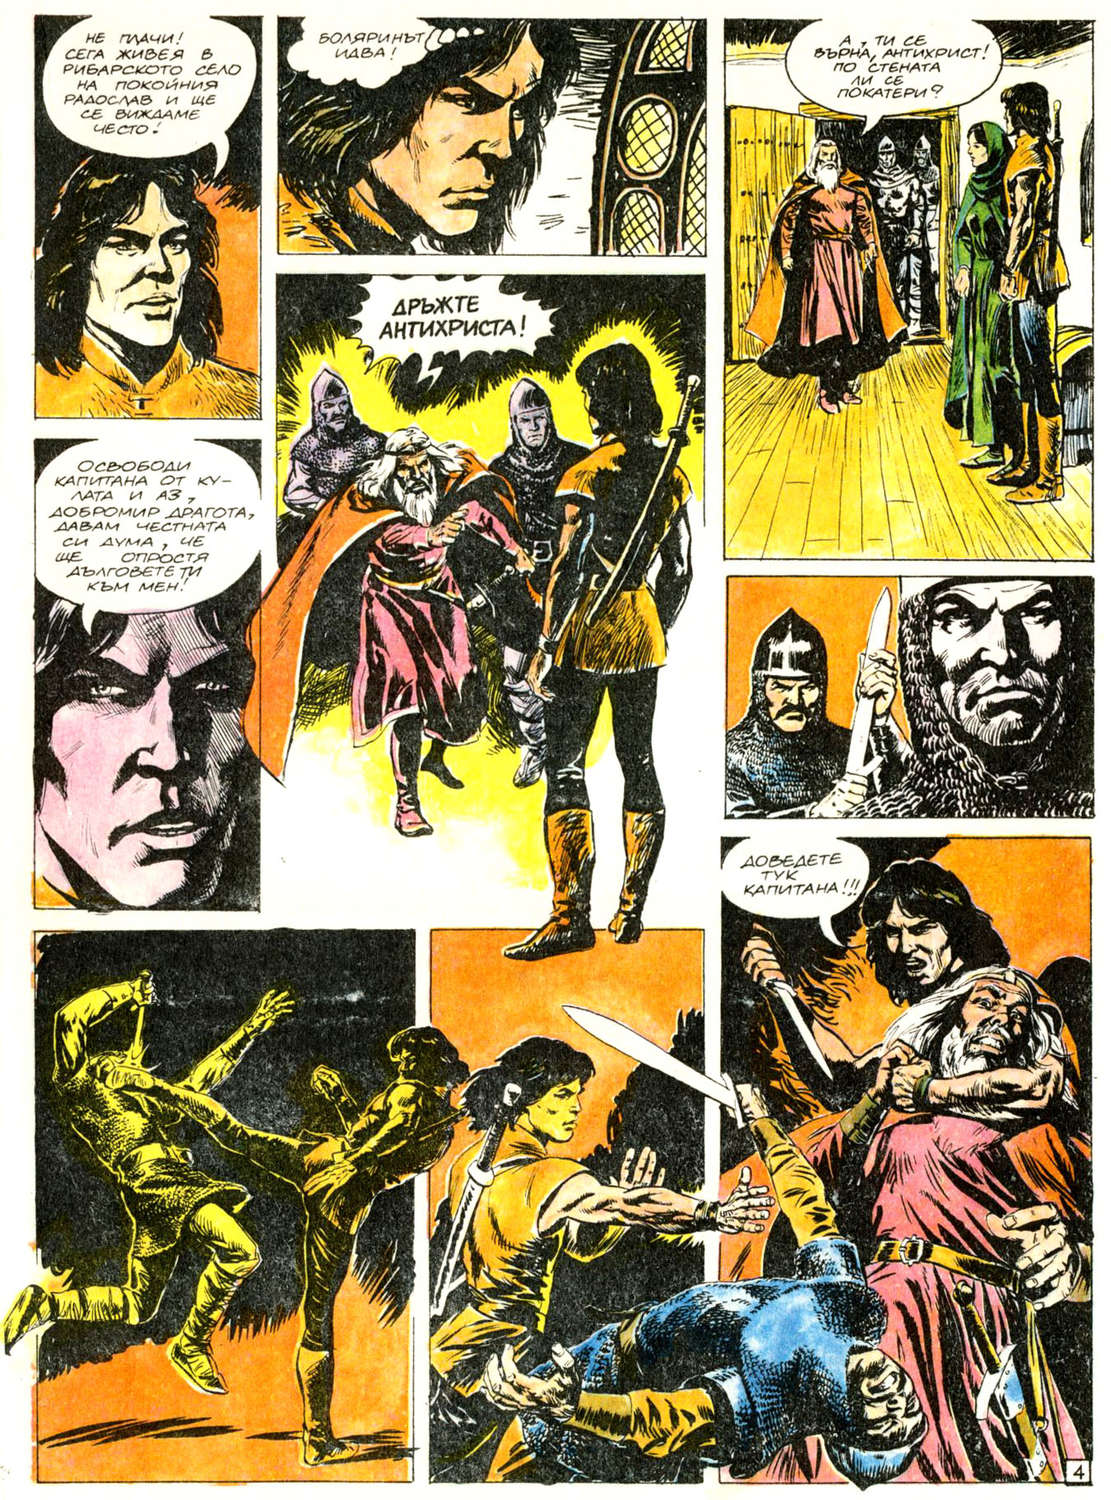 НЕ ПЛАЧИ!
СЕГА ЖИВЕЯ В
РИБАРСКОТО СЕЛО
НА ПОКОЙНИЯ
РАДОСЛАВ И ЩЕ
СЕ ВИЖДАМЕ
ЧЕСТО!
БОЛЯРИНЪТ
ИДВА!
А, ТИ СЕ
ВЪРНА, АНТИХРИСТ!
ПО СТЕНАТА
ЛИ СЕ
ПОКАТЕРИ?
ОСВОБОДИ
КАПИТАНА ОТ КУ-
ЛАТА И АЗ,
ДОБРОМИР ДРАГОТА,
ДАВАМ ЧЕСТНАТА
СИ ДУМА, ЧЕ
ЩЕ ОПРОСТЯ
ДЪЛГОВЕТЕ ТИ
КЪМ МЕН!
ДРЪЖТЕ
АНТИХРИСТА!
ДОВЕДЕТЕ
ТУК
КАПИТАНА!!!
4